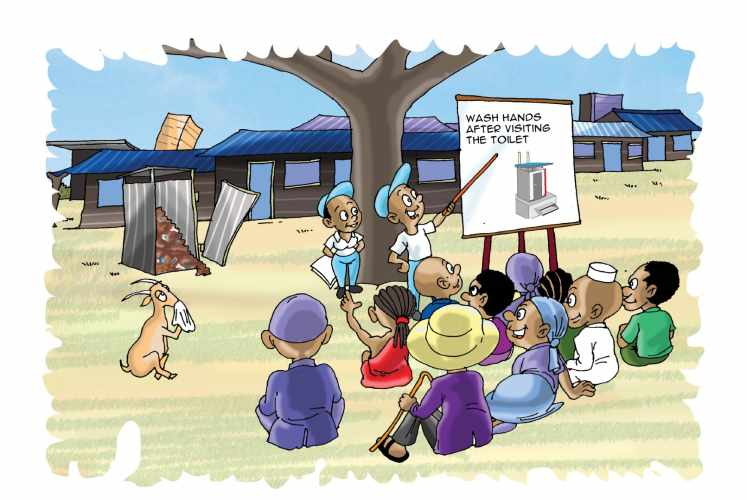 WASH HANDS
AFTER VISITING
THE TOILET